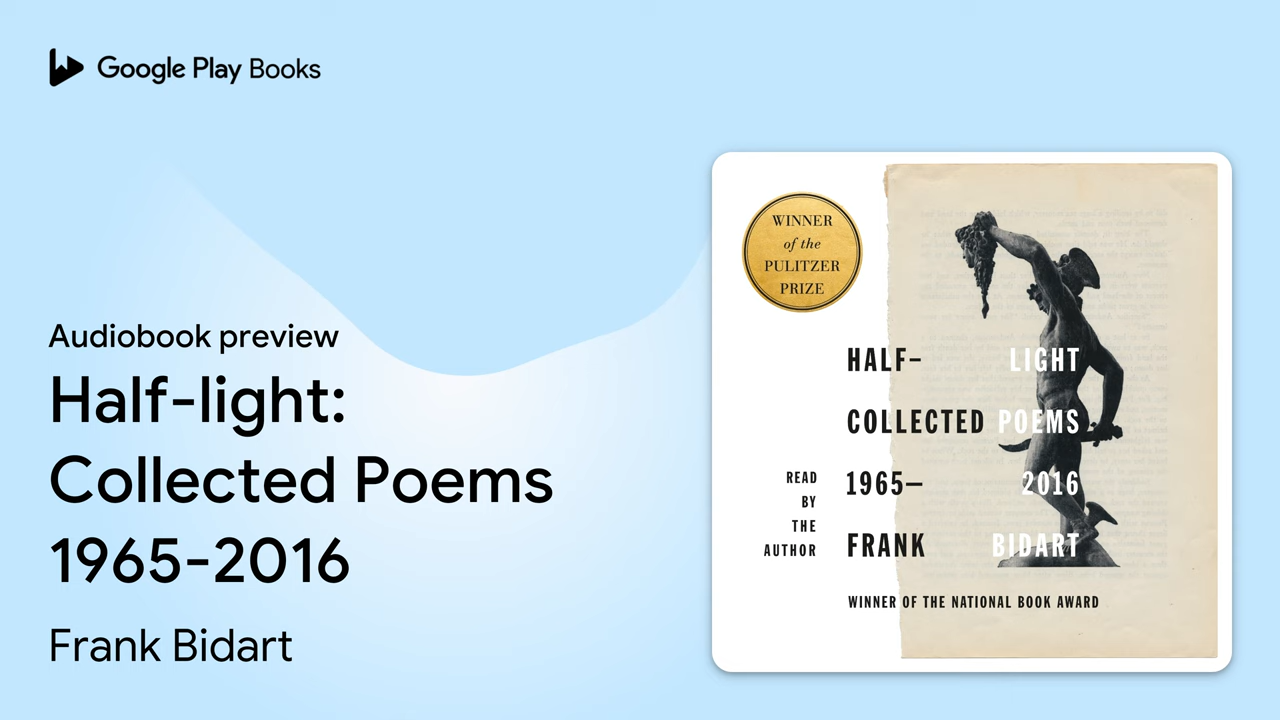 Google Play Books
Audiobook preview
Half-light:
Collected Poems
1965-2016
Frank Bidart
WINNER
of the
PULITZER
PRIZE
HALF- LIGHT
COLLECTED POEMS
1965— 2016
FRANK BIDART
READ
BY
THE
AUTHOR
WINNER OF THE NATIONAL BOOK AWARD